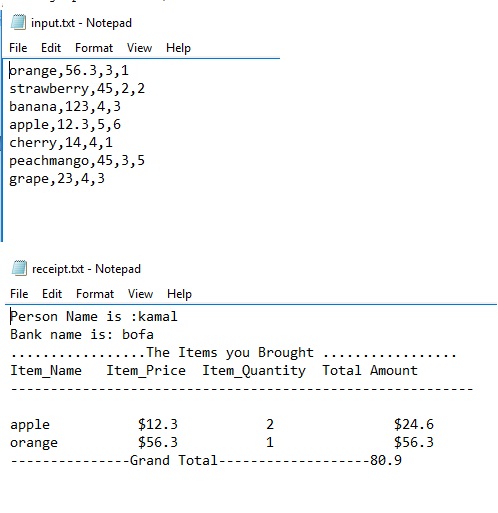 input.txt - Notepad
File Edit Format View Help
orange,56.3,3,1
strawberry,45,2,2
banana,123,4,3
apple,12.3,5,6
cherry,14,4,1
peachmango,45,3,5
grape,23,4,3
receipt.txt - Notepad
File Edit Format View Help
Person Name is :kamal
Bank name is: bofa
.................The Items you Brought .................
Item_Name Item_Price Item_Quantity Total Amount
----------------------------------------------------------
apple $12.3 2 $24.6
orange $56.3 1 $56.3
---------------Grand Total-------------------80.9